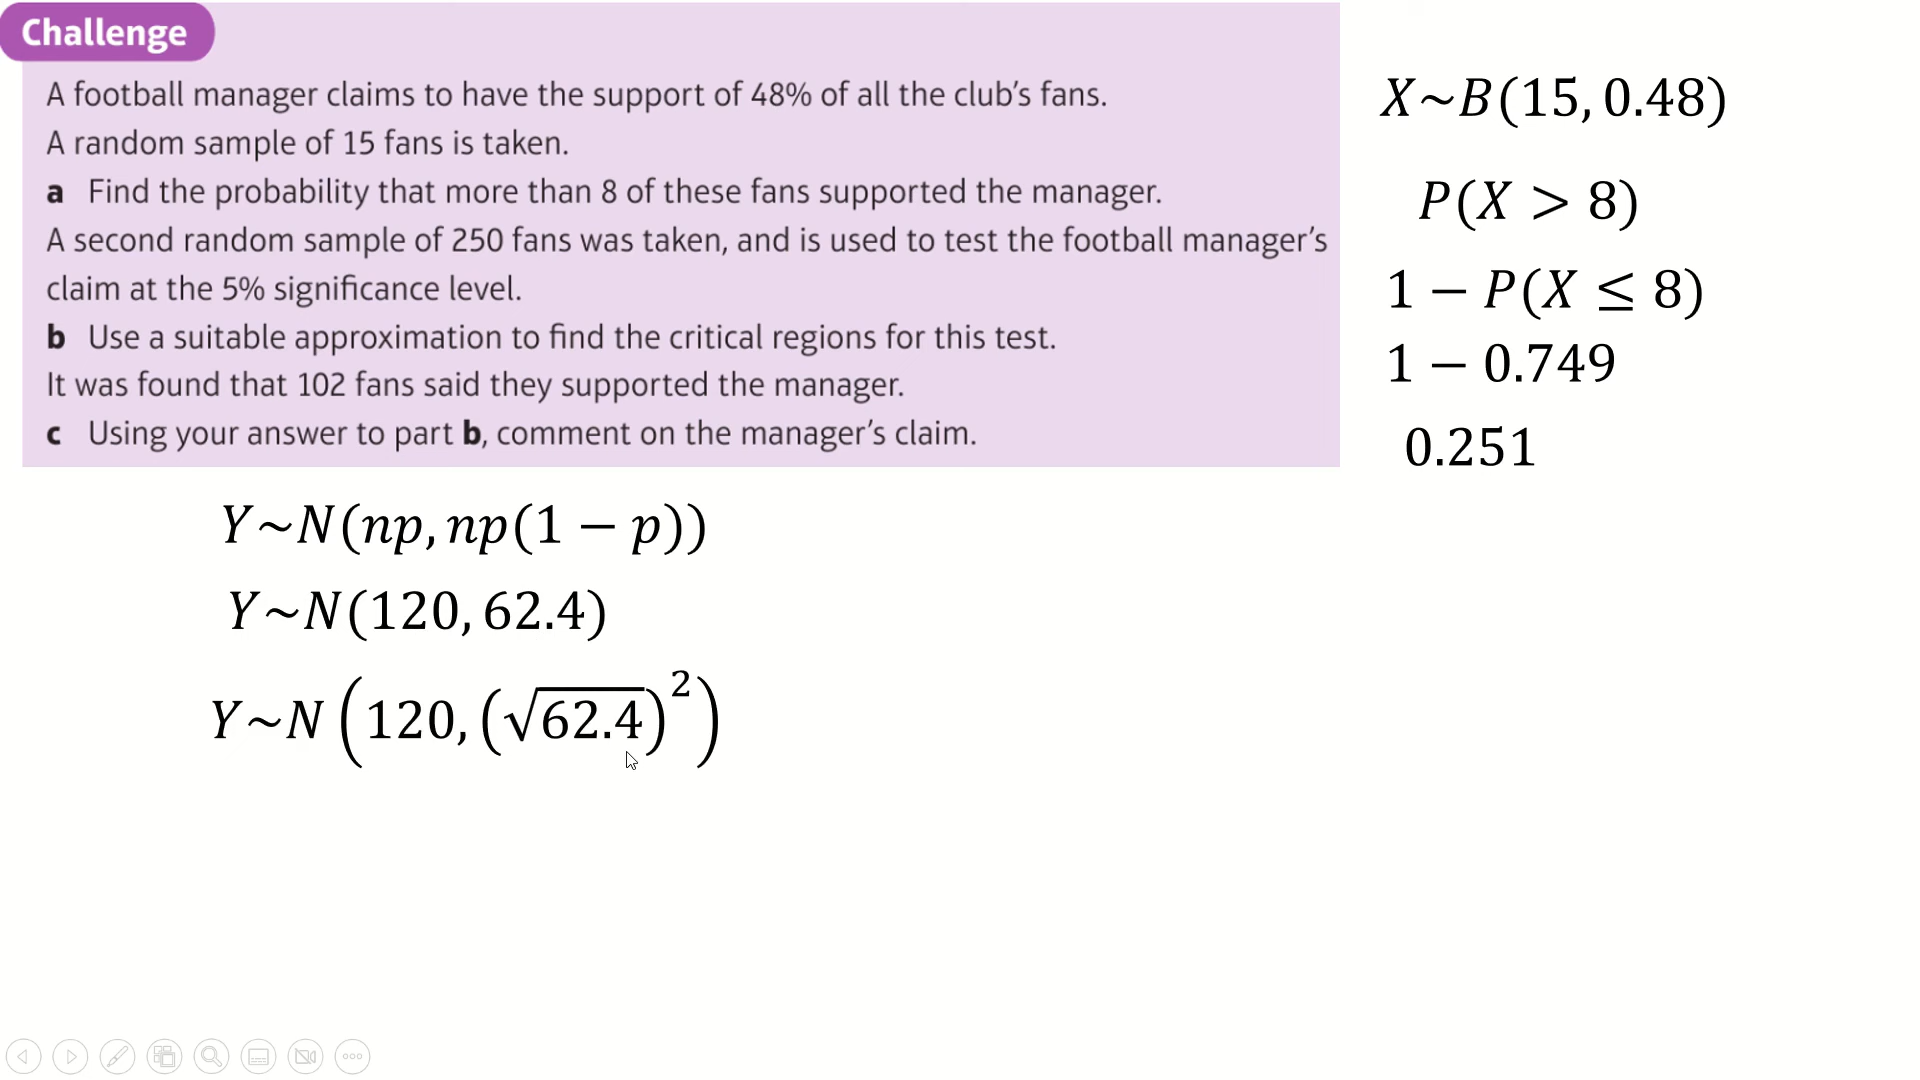 Challenge
A football manager claims to have the support of 48% of all the club's fans.
A random sample of 15 fans is taken.
a Find the probability that more than 8 of these fans supported the manager.
A second random sample of 250 fans was taken, and is used to test the football manager's
claim at the 5% significance level.
b Use a suitable approximation to find the critical regions for this test.
It was found that 102 fans said they supported the manager.
c Using your answer to part b, comment on the manager's claim.
X~B(15, 0.48)
P(X > 8)
1 − P(X ≤ 8)
1 − 0.749
0.251
Y~N(np, np(1 − p))
Y~N(120, 62.4)
Y~N(120, (√62.4)²)